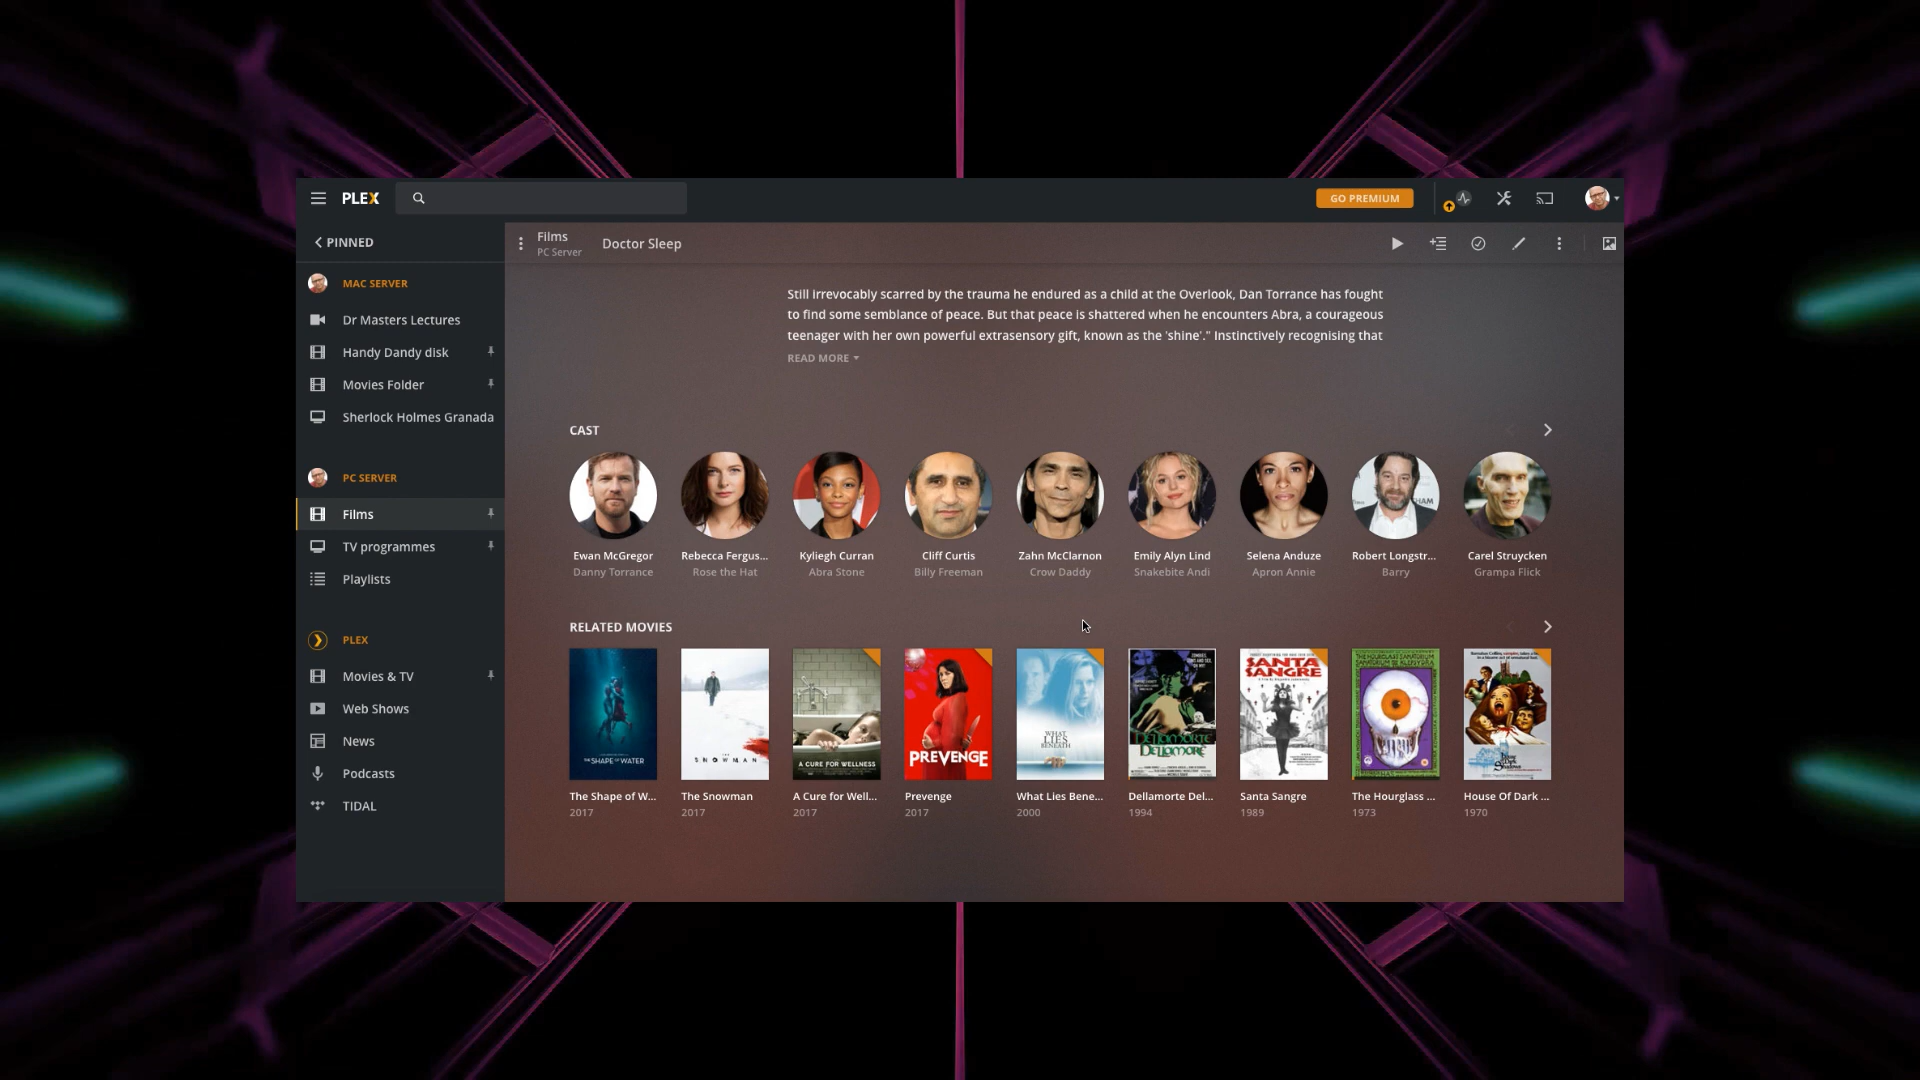 PLEX
GO PREMIUM
PINNED
MAC SERVER
Dr Masters Lectures
Handy Dandy disk
Movies Folder
Sherlock Holmes Granada
PC SERVER
Films
TV programmes
Playlists
PLEX
Movies & TV
Web Shows
News
Podcasts
TIDAL
Films
PC Server
Doctor Sleep
Still irrevocably scarred by the trauma he endured as a child at the Overlook, Dan Torrance has fought
to find some semblance of peace. But that peace is shattered when he encounters Abra, a courageous
teenager with her own powerful extrasensory gift, known as the 'shine'." Instinctively recognising that
READ MORE
CAST
Ewan McGregor
Danny Torrance
Rebecca Fergus...
Rose the Hat
Kyliegh Curran
Abra Stone
Cliff Curtis
Billy Freeman
Zahn McClarnon
Crow Daddy
Emily Alyn Lind
Snakebite Andi
Selena Anduze
Apron Annie
HAM
Robert Longstr...
Barry
Carel Struycken
Grampa Flick
RELATED MOVIES
THE SHAPE OF WATER
The Shape of W...
2017
THE
SNOWMAN
The Snowman
2017
A CURE FOR WELLNESS
A Cure for Well...
2017
PREVENGE
Prevenge
2017
WHAT
LIES
BENEATH
What Lies Bene...
2000
DELLAMORTE
DELLAMORE
Dellamorte Del...
1994
SANTA
SANGRE
Santa Sangre
1989
The Hourglass ...
1973
House Of Dark ...
1970